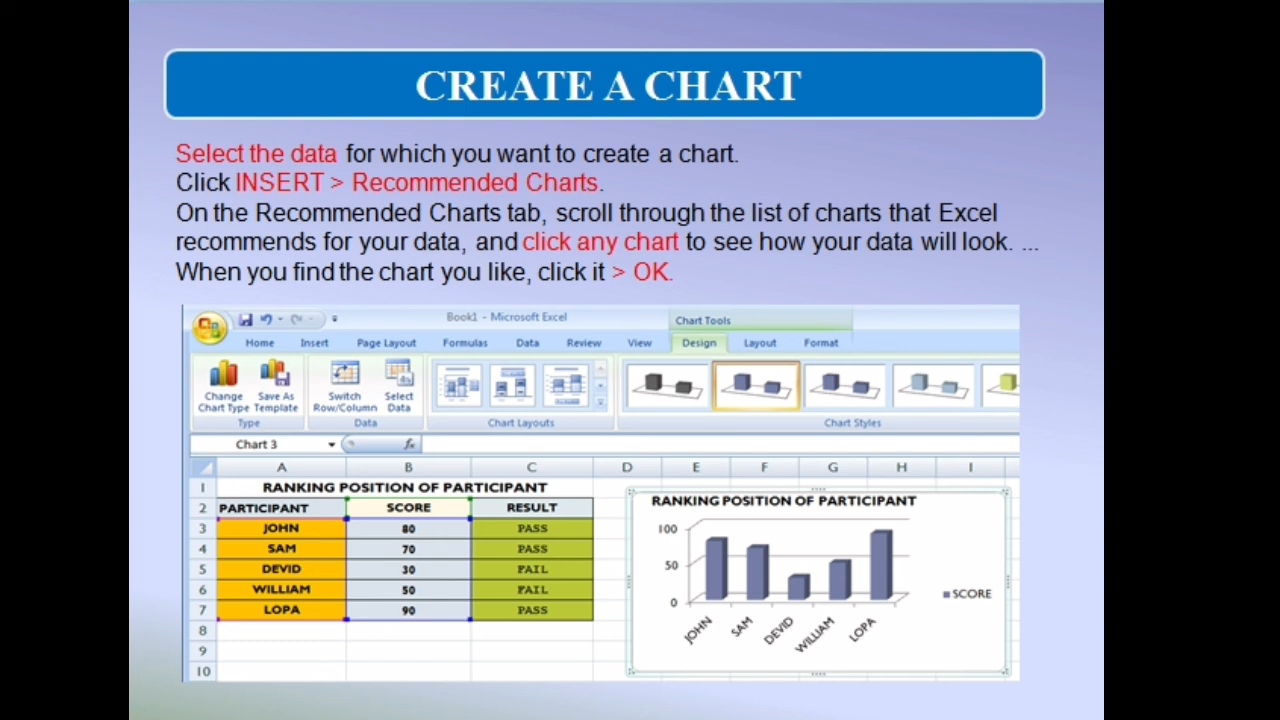 CREATE A CHART
Select the data for which you want to create a chart.
Click INSERT > Recommended Charts.
On the Recommended Charts tab, scroll through the list of charts that Excel
recommends for your data, and click any chart to see how your data will look. ...
When you find the chart you like, click it > OK.
Book1 - Microsoft Excel
Chart Tools
Home Insert Page Layout Formulas Data Review View Design Layout Format
Change Save As Switch Select
Chart Type Template Row/Column Data
Type Data Chart Layouts Chart Styles
Chart 3 fx
A B C D E F G H I
1 RANKING POSITION OF PARTICIPANT
2 PARTICIPANT SCORE RESULT
3 JOHN 80 PASS
4 SAM 70 PASS
5 DEVID 30 FAIL
6 WILLIAM 50 FAIL
7 LOPA 90 PASS
8
9
10
RANKING POSITION OF PARTICIPANT
100
50
0
JOHN SAM DEVID WILLIAM LOPA
SCORE